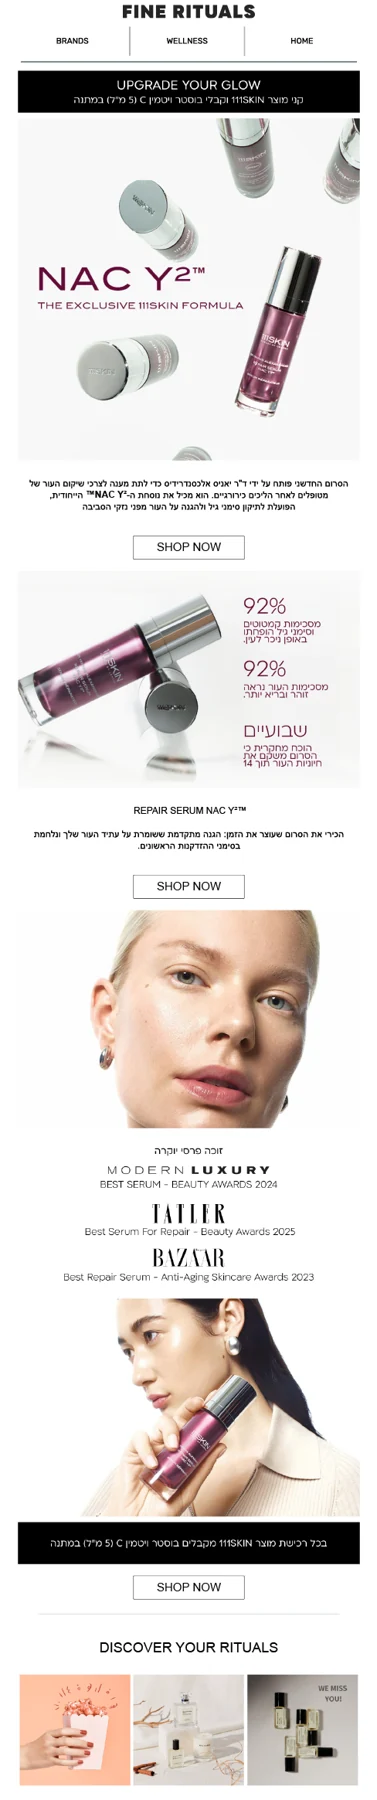 FINE RITUALS
BRANDS
WELLNESS
HOME
UPGRADE YOUR GLOW
קני מוצר 111SKIN וקבלי בוסטר ויטמין C (5 מ"ל) במתנה
NAC Y²™
THE EXCLUSIVE 111SKIN FORMULA
111SKIN
הסרום החדשני פותח על ידי ד"ר יאניס אלכסנדרידיס כדי לתת מענה לצרכי שיקום העור של
מטופלים לאחר הליכים כירורגיים. הוא מכיל את נוסחת ה-NAC Y²™ הייחודית,
הפועלת לתיקון סימני גיל ולהגנה על העור מפני נזקי הסביבה
SHOP NOW
92%
מסכימות קמטוטים
וסימני גיל הופחתו
באופן ניכר לעין.
92%
מסכימות העור נראה
זוהר ובריא יותר.
שבועיים
הוכח מחקרית כי
הסרום משקם את
חיוניות העור תוך 14
REPAIR SERUM NAC Y²™
הכירי את הסרום שעוצר את הזמן: הגנה מתקדמת ששומרת על עתיד העור שלך ונלחמת
בסימני ההזדקנות הראשונים.
SHOP NOW
זוכה פרסי יוקרה
MODERN LUXURY
BEST SERUM - BEAUTY AWARDS 2024
TATLER
Best Serum For Repair - Beauty Awards 2025
BAZAAR
Best Repair Serum - Anti-Aging Skincare Awards 2023
111SKIN
בכל רכישת מוצר 111SKIN מקבלים בוסטר ויטמין C (5 מ"ל) במתנה
SHOP NOW
DISCOVER YOUR RITUALS
WE MISS
YOU!